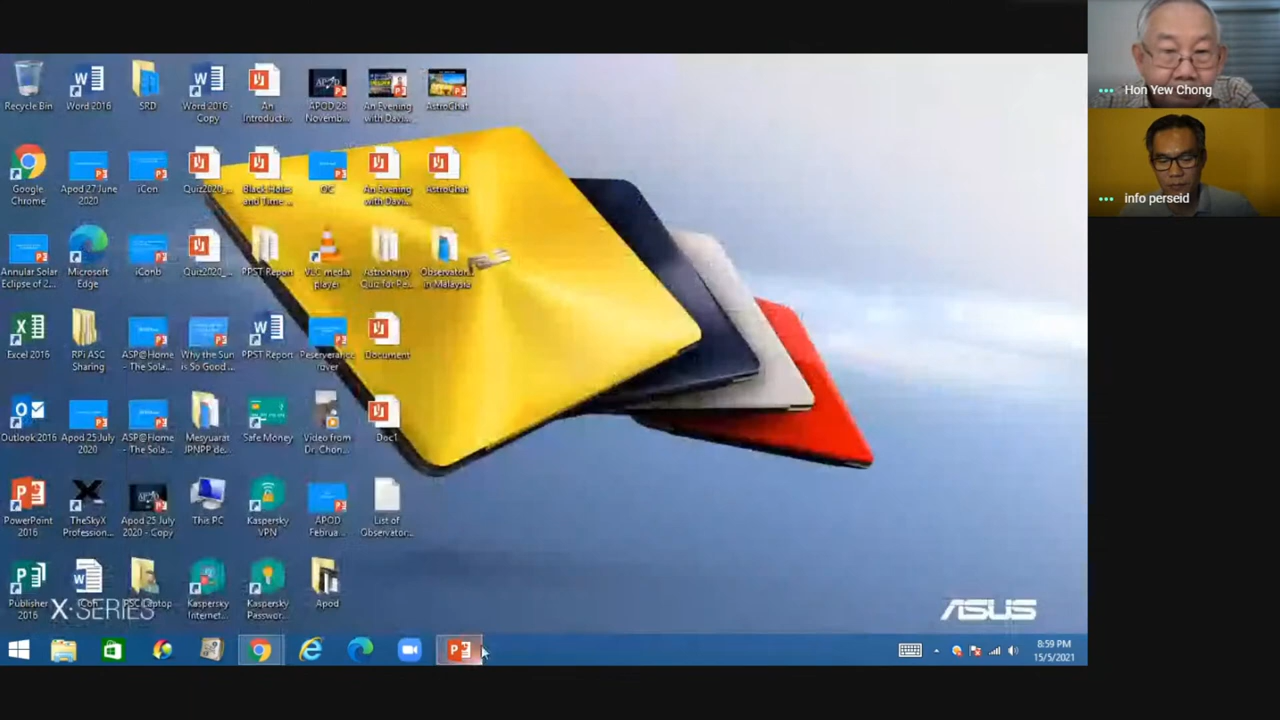 Hon Yew Chong
info perseid
Recycle Bin
Word 2016
SRD
Word 2016 -
Copy
An
Introducti...
APOD 28
Novemb...
An Evening
with Davi...
AstroChat
Google
Chrome
Apod 27 June
2020
iCon
Quiz2020_...
Black Holes
and Time ...
OC
An Evening
with Davi...
AstroChat
Annular Solar
Eclipse of 2...
Microsoft
Edge
iConb
Quiz2020_...
PPST Report
VLC media
player
Astronomy
Quiz for Pe...
Observator...
in Malaysia
Excel 2016
RPi ASC
Sharing
ASP@Home
- The Sola...
Why the Sun
is So Good ...
PPST Report
Peserverance
rover
Document
Outlook 2016
Apod 25 July
2020
ASP@Home
- The Sola...
Mesyuarat
JPNPP de...
Safe Money
Video from
Dr. Chon...
Doc1
PowerPoint
2016
TheSkyX
Profession...
Apod 25 July
2020 - Copy
This PC
Kaspersky
VPN
APOD
Februa...
List of
Observator...
Publisher
2016
iCon
PSC Laptop
Kaspersky
Internet...
Kaspersky
Passwor...
Apod
X·SERIES
ASUS
8:59 PM
15/5/2021